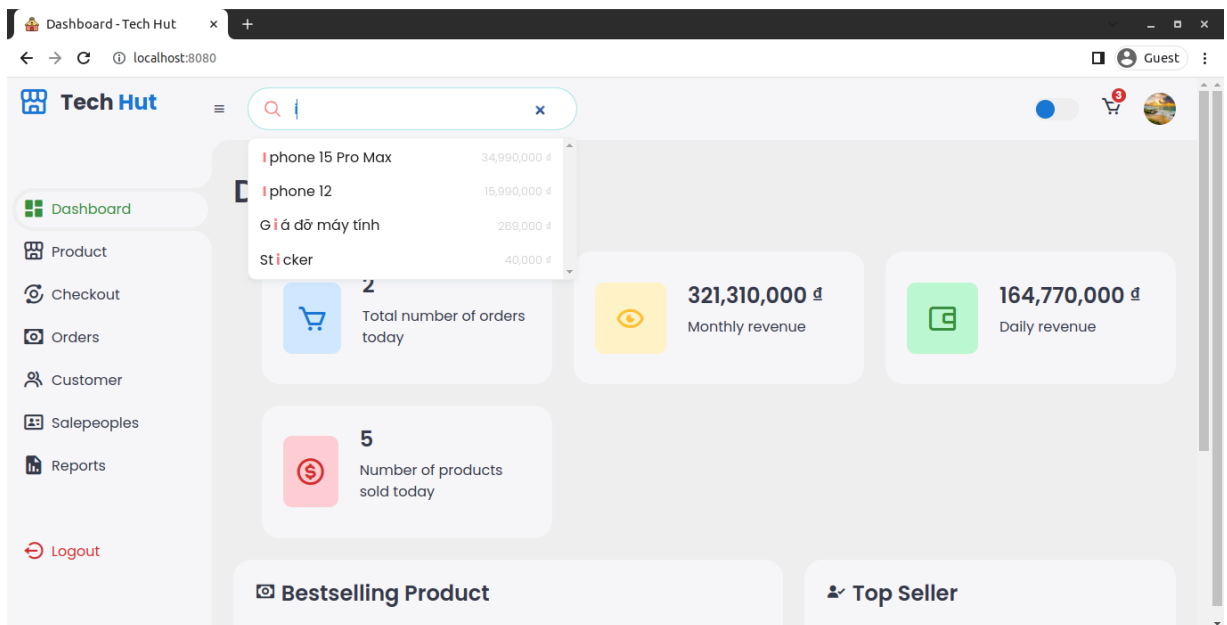 Dashboard - Tech Hut
localhost:8080
Guest
Tech Hut
i
3
Iphone 15 Pro Max 34,990,000 ₫
Iphone 12 15,990,000 ₫
Giá đỡ máy tính 269,000 ₫
Sticker 40,000 ₫
D
Dashboard
Product
Checkout
Orders
Customer
Salepeoples
Reports
Logout
2
Total number of orders
today
321,310,000 ₫
Monthly revenue
164,770,000 ₫
Daily revenue
5
Number of products
sold today
Bestselling Product
Top Seller